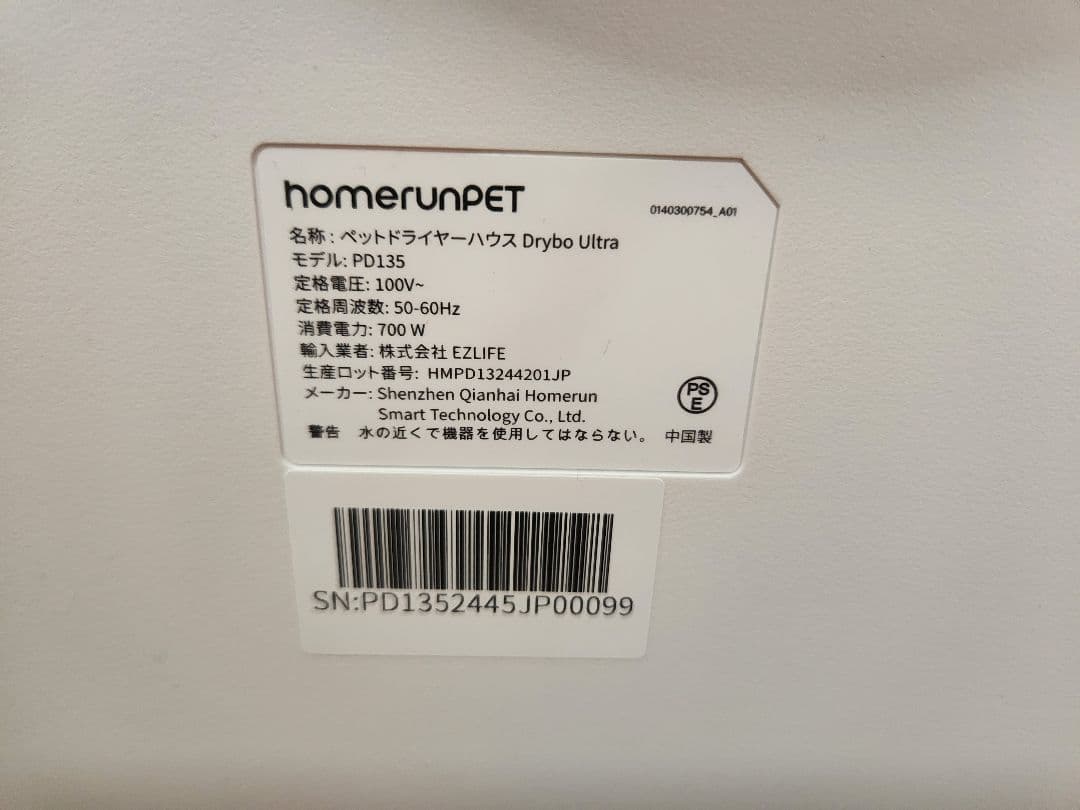 homerunPET
0140300754_A01
名称 : ペットドライヤーハウス Drybo Ultra
モデル: PD135
定格電圧: 100V~
定格周波数: 50-60Hz
消費電力: 700 W
輸入業者: 株式会社 EZLIFE
生産ロット番号: HMPD13244201JP
メーカー: Shenzhen Qianhai Homerun
Smart Technology Co., Ltd.
PS
E
警告 水の近くで機器を使用してはならない。 中国製
SN:PD1352445JP00099